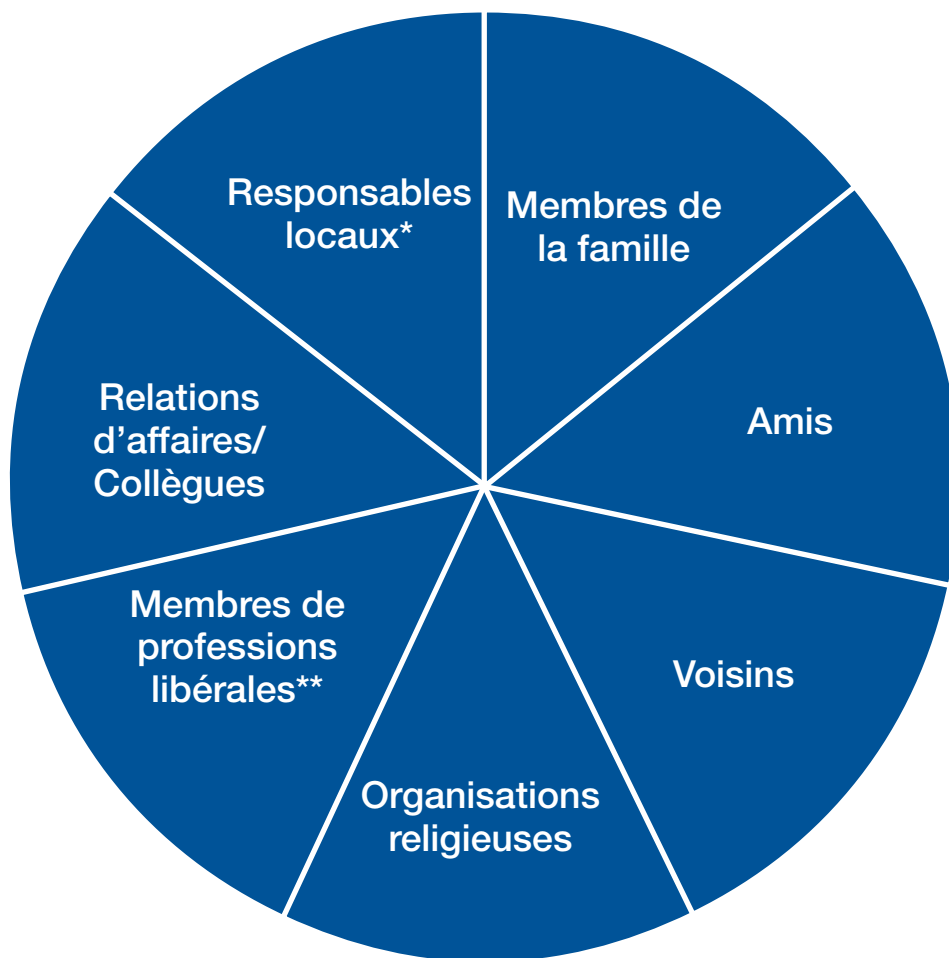 Responsables
locaux*
Membres de
la famille
Amis
Voisins
Organisations
religieuses
Membres de
professions
libérales**
Relations
d’affaires/
Collègues